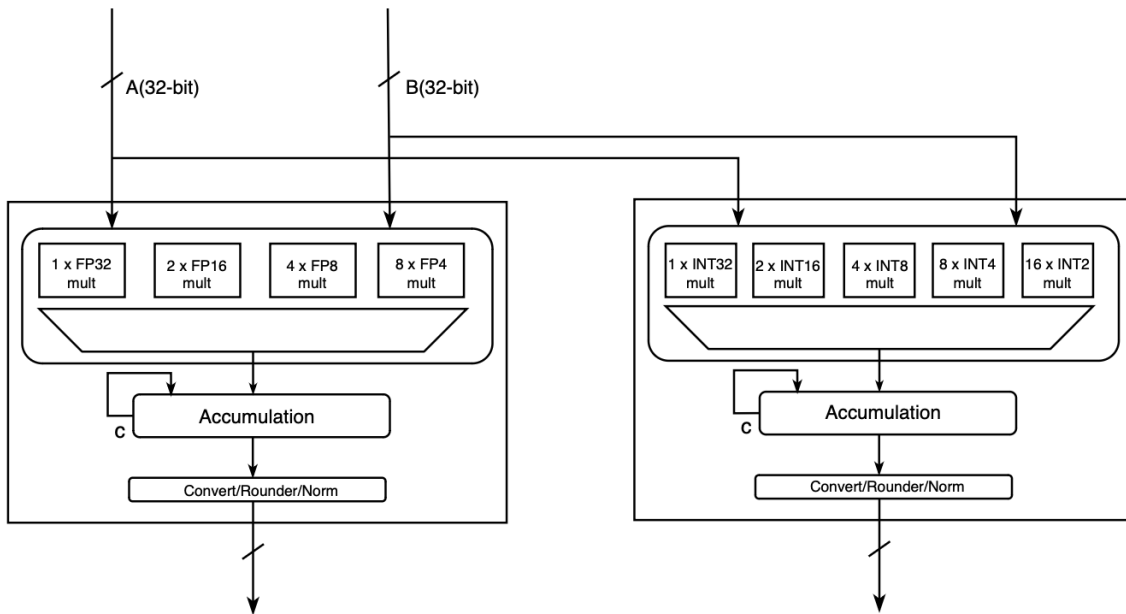 A(32-bit)
B(32-bit)
1 x FP32
mult
2 x FP16
mult
4 x FP8
mult
8 x FP4
mult
Accumulation
C
Convert/Rounder/Norm
1 x INT32
mult
2 x INT16
mult
4 x INT8
mult
8 x INT4
mult
16 x INT2
mult
Accumulation
C
Convert/Rounder/Norm